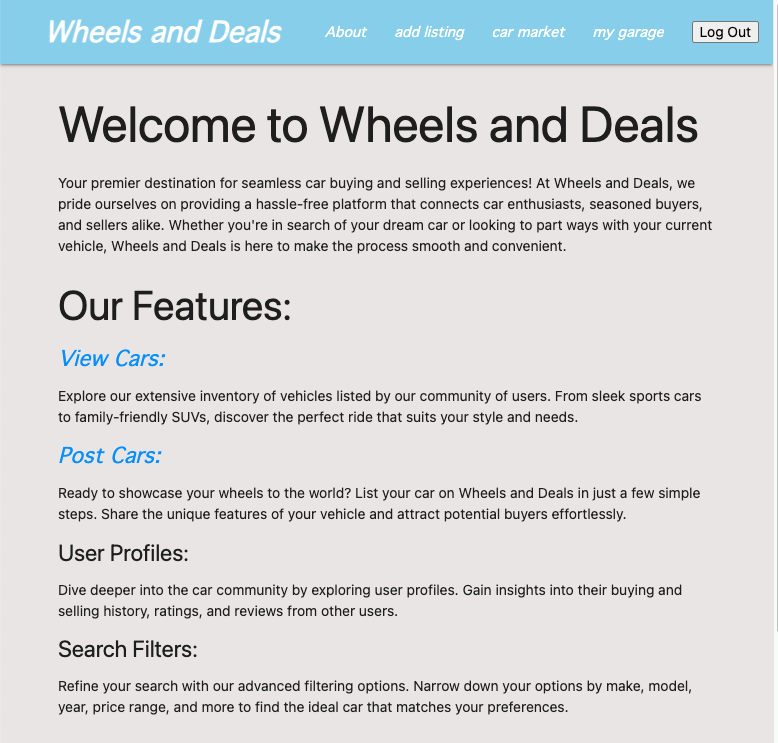 Wheels and Deals
About
add listing
car market
my garage
Log Out
Welcome to Wheels and Deals
Your premier destination for seamless car buying and selling experiences! At Wheels and Deals, we
pride ourselves on providing a hassle-free platform that connects car enthusiasts, seasoned buyers,
and sellers alike. Whether you're in search of your dream car or looking to part ways with your current
vehicle, Wheels and Deals is here to make the process smooth and convenient.
Our Features:
View Cars:
Explore our extensive inventory of vehicles listed by our community of users. From sleek sports cars
to family-friendly SUVs, discover the perfect ride that suits your style and needs.
Post Cars:
Ready to showcase your wheels to the world? List your car on Wheels and Deals in just a few simple
steps. Share the unique features of your vehicle and attract potential buyers effortlessly.
User Profiles:
Dive deeper into the car community by exploring user profiles. Gain insights into their buying and
selling history, ratings, and reviews from other users.
Search Filters:
Refine your search with our advanced filtering options. Narrow down your options by make, model,
year, price range, and more to find the ideal car that matches your preferences.